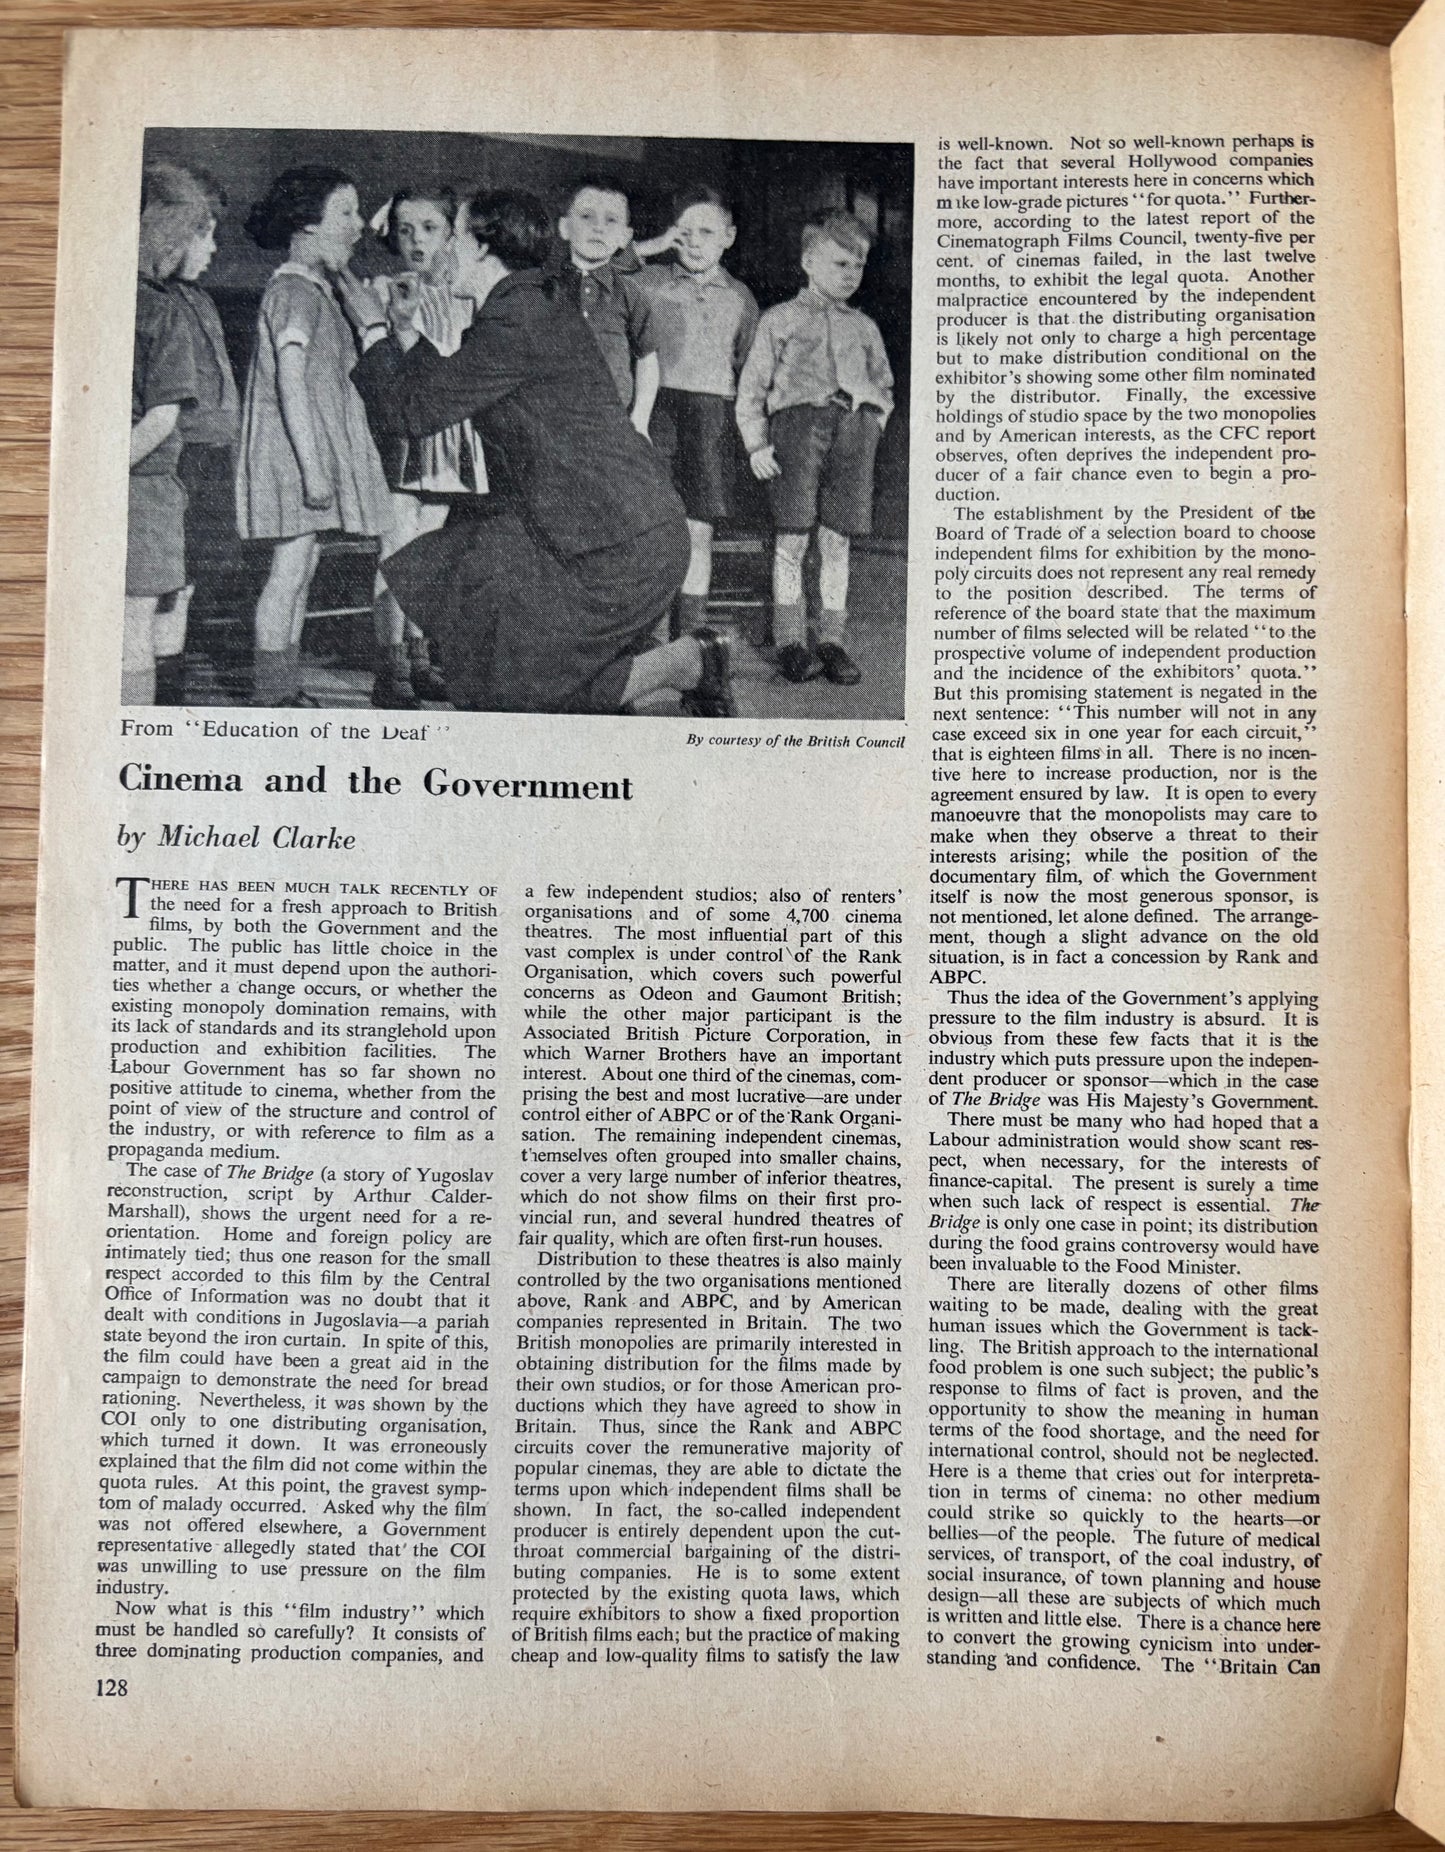 From “Education of the Deaf”
By courtesy of the British Council
Cinema and the Government
by Michael Clarke
THERE HAS BEEN MUCH TALK RECENTLY OF
the need for a fresh approach to British
films, by both the Government and the
public. The public has little choice in the
matter, and it must depend upon the authori-
ties whether a change occurs, or whether the
existing monopoly domination remains, with
its lack of standards and its stranglehold upon
production and exhibition facilities. The
Labour Government has so far shown no
positive attitude to cinema, whether from the
point of view of the structure and control of
the industry, or with reference to film as a
propaganda medium.
The case of The Bridge (a story of Yugoslav
reconstruction, script by Arthur Calder-
Marshall), shows the urgent need for a re-
orientation. Home and foreign policy are
intimately tied; thus one reason for the small
respect accorded to this film by the Central
Office of Information was no doubt that it
dealt with conditions in Jugoslavia—a pariah
state beyond the iron curtain. In spite of this,
the film could have been a great aid in the
campaign to demonstrate the need for bread
rationing. Nevertheless, it was shown by the
COI only to one distributing organisation,
which turned it down. It was erroneously
explained that the film did not come within the
quota rules. At this point, the gravest symp-
tom of malady occurred. Asked why the film
was not offered elsewhere, a Government
representative allegedly stated that the COI
was unwilling to use pressure on the film
industry.
Now what is this “film industry” which
must be handled so carefully? It consists of
three dominating production companies, and
a few independent studios; also of renters’
organisations and of some 4,700 cinema
theatres. The most influential part of this
vast complex is under control of the Rank
Organisation, which covers such powerful
concerns as Odeon and Gaumont British;
while the other major participant is the
Associated British Picture Corporation, in
which Warner Brothers have an important
interest. About one third of the cinemas, com-
prising the best and most lucrative—are under
control either of ABPC or of the Rank Organi-
sation. The remaining independent cinemas,
themselves often grouped into smaller chains,
cover a very large number of inferior theatres,
which do not show films on their first pro-
vincial run, and several hundred theatres of
fair quality, which are often first-run houses.
Distribution to these theatres is also mainly
controlled by the two organisations mentioned
above, Rank and ABPC, and by American
companies represented in Britain. The two
British monopolies are primarily interested in
obtaining distribution for the films made by
their own studios, or for those American pro-
ductions which they have agreed to show in
Britain. Thus, since the Rank and ABPC
circuits cover the remunerative majority of
popular cinemas, they are able to dictate the
terms upon which independent films shall be
shown. In fact, the so-called independent
producer is entirely dependent upon the cut-
throat commercial bargaining of the distri-
buting companies. He is to some extent
protected by the existing quota laws, which
require exhibitors to show a fixed proportion
of British films each; but the practice of making
cheap and low-quality films to satisfy the law
is well-known. Not so well-known perhaps is
the fact that several Hollywood companies
have important interests here in concerns which
make low-grade pictures “for quota.” Further-
more, according to the latest report of the
Cinematograph Films Council, twenty-five per
cent. of cinemas failed, in the last twelve
months, to exhibit the legal quota. Another
malpractice encountered by the independent
producer is that the distributing organisation
is likely not only to charge a high percentage
but to make distribution conditional on the
exhibitor’s showing some other film nominated
by the distributor. Finally, the excessive
holdings of studio space by the two monopolies
and by American interests, as the CFC report
observes, often deprives the independent pro-
ducer of a fair chance even to begin a pro-
duction.
The establishment by the President of the
Board of Trade of a selection board to choose
independent films for exhibition by the mono-
poly circuits does not represent any real remedy
to the position described. The terms of
reference of the board state that the maximum
number of films selected will be related “to the
prospective volume of independent production
and the incidence of the exhibitors’ quota.”
But this promising statement is negated in the
next sentence: “This number will not in any
case exceed six in one year for each circuit,”
that is eighteen films in all. There is no incen-
tive here to increase production, nor is the
agreement ensured by law. It is open to every
manoeuvre that the monopolists may care to
make when they observe a threat to their
interests arising; while the position of the
documentary film, of which the Government
itself is now the most generous sponsor, is
not mentioned, let alone defined. The arrange-
ment, though a slight advance on the old
situation, is in fact a concession by Rank and
ABPC.
Thus the idea of the Government’s applying
pressure to the film industry is absurd. It is
obvious from these few facts that it is the
industry which puts pressure upon the indepen-
dent producer or sponsor—which in the case
of The Bridge was His Majesty’s Government.
There must be many who had hoped that a
Labour administration would show scant res-
pect, when necessary, for the interests of
finance-capital. The present is surely a time
when such lack of respect is essential. The
Bridge is only one case in point; its distribution
during the food grains controversy would have
been invaluable to the Food Minister.
There are literally dozens of other films
waiting to be made, dealing with the great
human issues which the Government is tack-
ling. The British approach to the international
food problem is one such subject; the public’s
response to films of fact is proven, and the
opportunity to show the meaning in human
terms of the food shortage, and the need for
international control, should not be neglected.
Here is a theme that cries out for interpreta-
tion in terms of cinema: no other medium
could strike so quickly to the hearts—or
bellies—of the people. The future of medical
services, of transport, of the coal industry, of
social insurance, of town planning and house
design—all these are subjects of which much
is written and little else. There is a chance here
to convert the growing cynicism into under-
standing and confidence. The “Britain Can
128